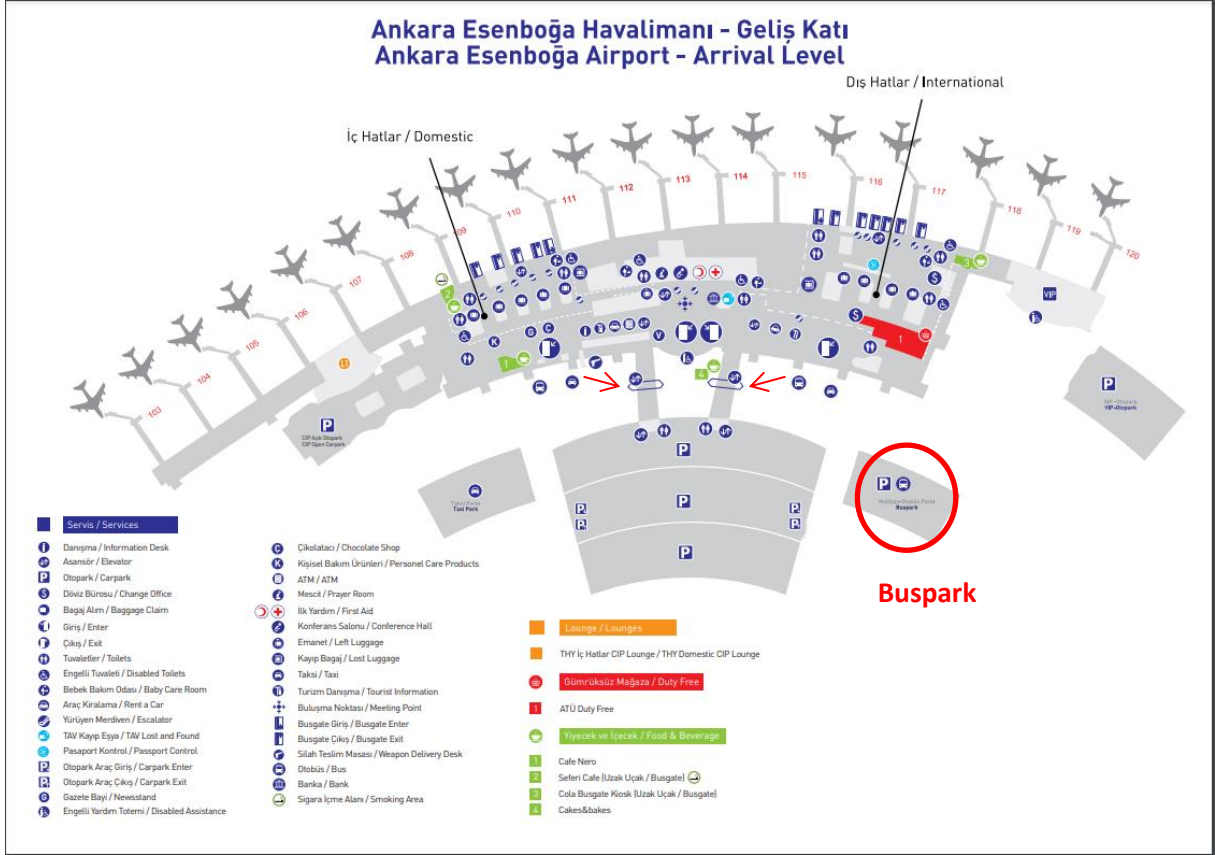 Ankara Esenboğa Havalimanı - Geliş Katı
Ankara Esenboğa Airport - Arrival Level
Dış Hatlar / International
İç Hatlar / Domestic
103
104
105
106
107
108
109
110
111
112
113
114
115
116
117
118
119
120
VIP
CIP Açık Otopark
CIP Open Carpark
Taxi Park
VIP-Otopark
VIP-Otopark
Buspark
Buspark
Servis / Services
Danışma / Information Desk
Asansör / Elevator
Otopark / Carpark
Döviz Bürosu / Change Office
Bagaj Alım / Baggage Claim
Giriş / Enter
Çıkış / Exit
Tuvaletler / Toilets
Engelli Tuvaleti / Disabled Toilets
Bebek Bakım Odası / Baby Care Room
Araç Kiralama / Rent a Car
Yürüyen Merdiven / Escalator
TAV Kayıp Eşya / TAV Lost and Found
Pasaport Kontrol / Passport Control
Otopark Araç Giriş / Carpark Enter
Otopark Araç Çıkış / Carpark Exit
Gazete Bayi / Newsstand
Engelli Yardım Totemi / Disabled Assistance
Çikolatacı / Chocolate Shop
Kişisel Bakım Ürünleri / Personel Care Products
ATM / ATM
Mescit / Prayer Room
İlk Yardım / First Aid
Konferans Salonu / Conference Hall
Emanet / Left Luggage
Kayıp Bagaj / Lost Luggage
Taksi / Taxi
Turizm Danışma / Tourist Information
Buluşma Noktası / Meeting Point
Busgate Giriş / Busgate Enter
Busgate Çıkış / Busgate Exit
Silah Teslim Masası / Weapon Delivery Desk
Otobüs / Bus
Banka / Bank
Sigara İçme Alanı / Smoking Area
Lounge / Lounges
THY İç Hatlar CIP Lounge / THY Domestic CIP Lounge
Gümrüksüz Mağaza / Duty Free
1 ATÜ Duty Free
Yiyecek ve İçecek / Food & Beverage
1 Cafe Nero
2 Seferi Cafe (Uzak Uçak / Busgate)
3 Cola Busgate Kiosk (Uzak Uçak / Busgate)
4 Cakes&bakes